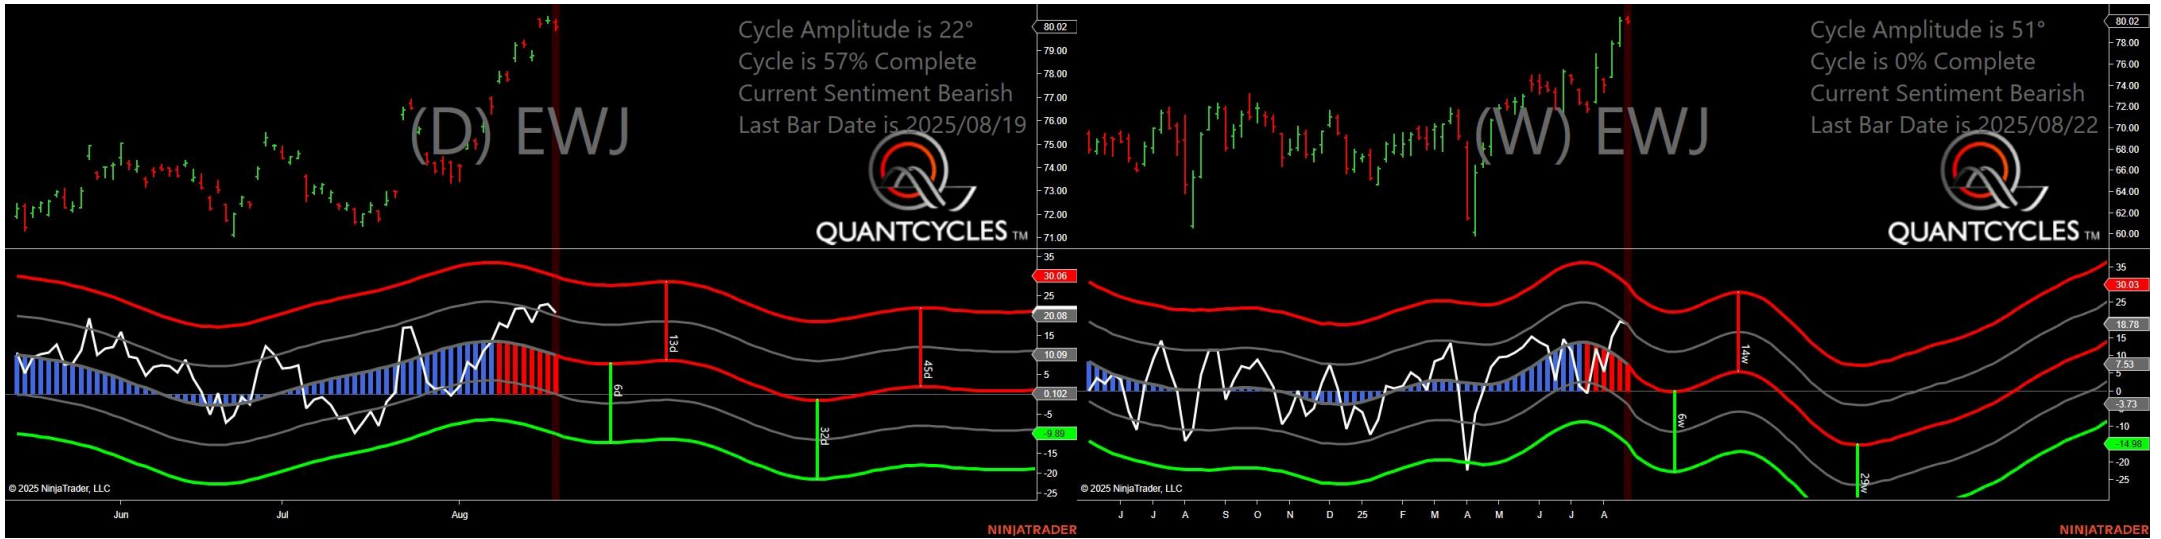 Cycle Amplitude is 22°
Cycle is 57% Complete
Current Sentiment Bearish
Last Bar Date is 2025/08/19
(D) EWJ
QUANTCYCLES TM
80.02
79.00
78.00
77.00
76.00
75.00
74.00
73.00
72.00
71.00
35
30.06
25
20.08
15
10.09
5
0.102
-5
-9.89
-15
-20
-25
13d
45d
6d
32d
© 2025 NinjaTrader, LLC
Jun
Jul
Aug
NINJATRADER
Cycle Amplitude is 51°
Cycle is 0% Complete
Current Sentiment Bearish
Last Bar Date is 2025/08/22
(W) EWJ
QUANTCYCLES TM
80.02
78.00
76.00
74.00
72.00
70.00
68.00
66.00
64.00
62.00
60.00
35
30.03
25
18.78
15
10
7.53
5
0
-3.73
-10
-14.98
-20
-25
14w
6w
29w
© 2025 NinjaTrader, LLC
J J A S O N D 25 F M A M J J A
NINJATRADER